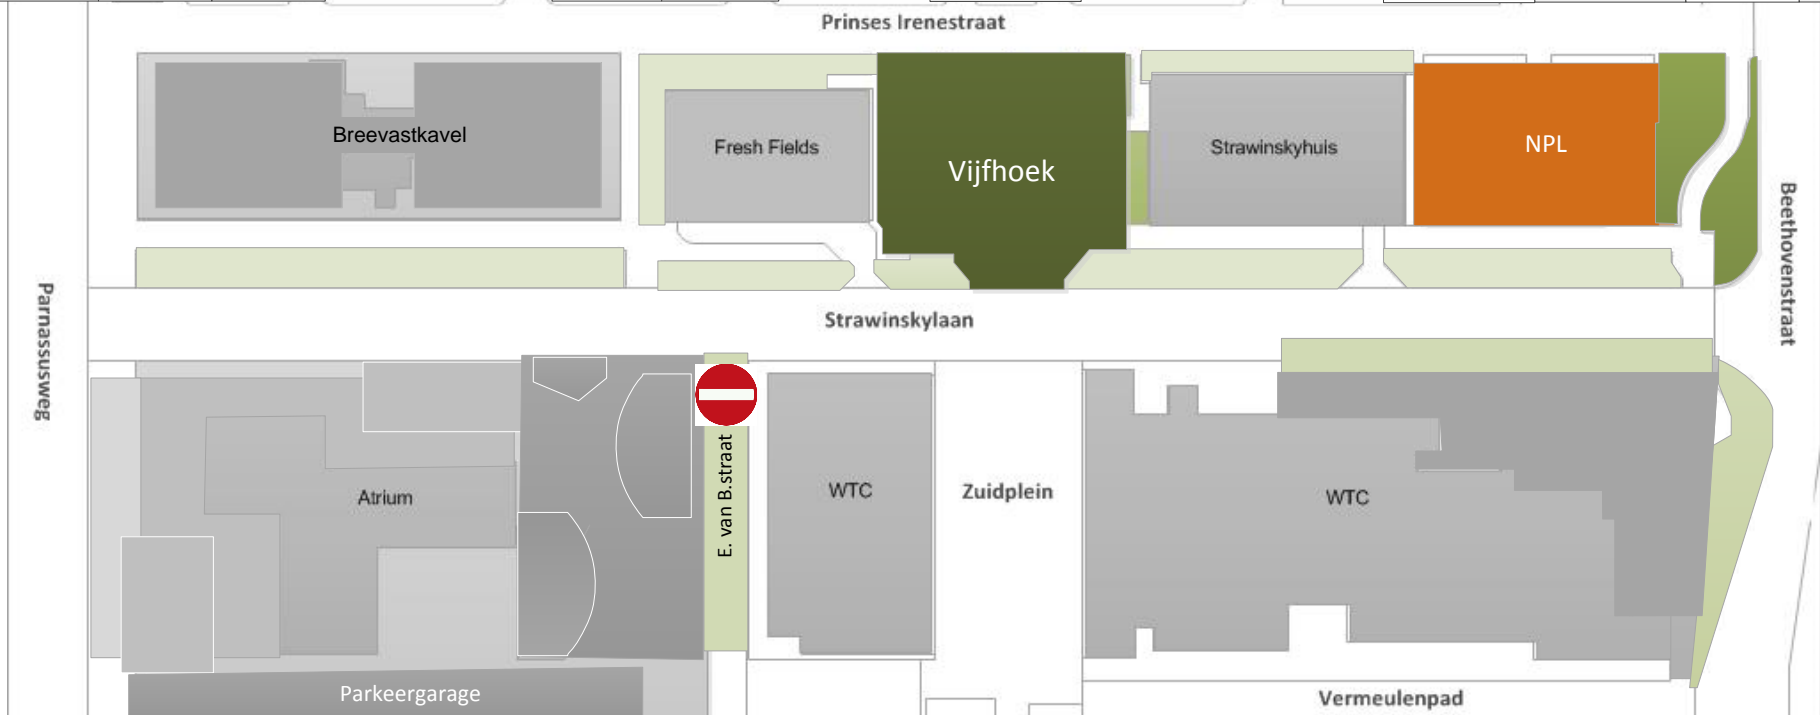 Prinses Irenestraat
Breevastkavel
Fresh Fields
Vijfhoek
Strawinskyhuis
NPL
Beethovenstraat
Parnassusweg
Strawinskylaan
Atrium
E. van B.straat
WTC
Zuidplein
WTC
Parkeergarage
Vermeulenpad